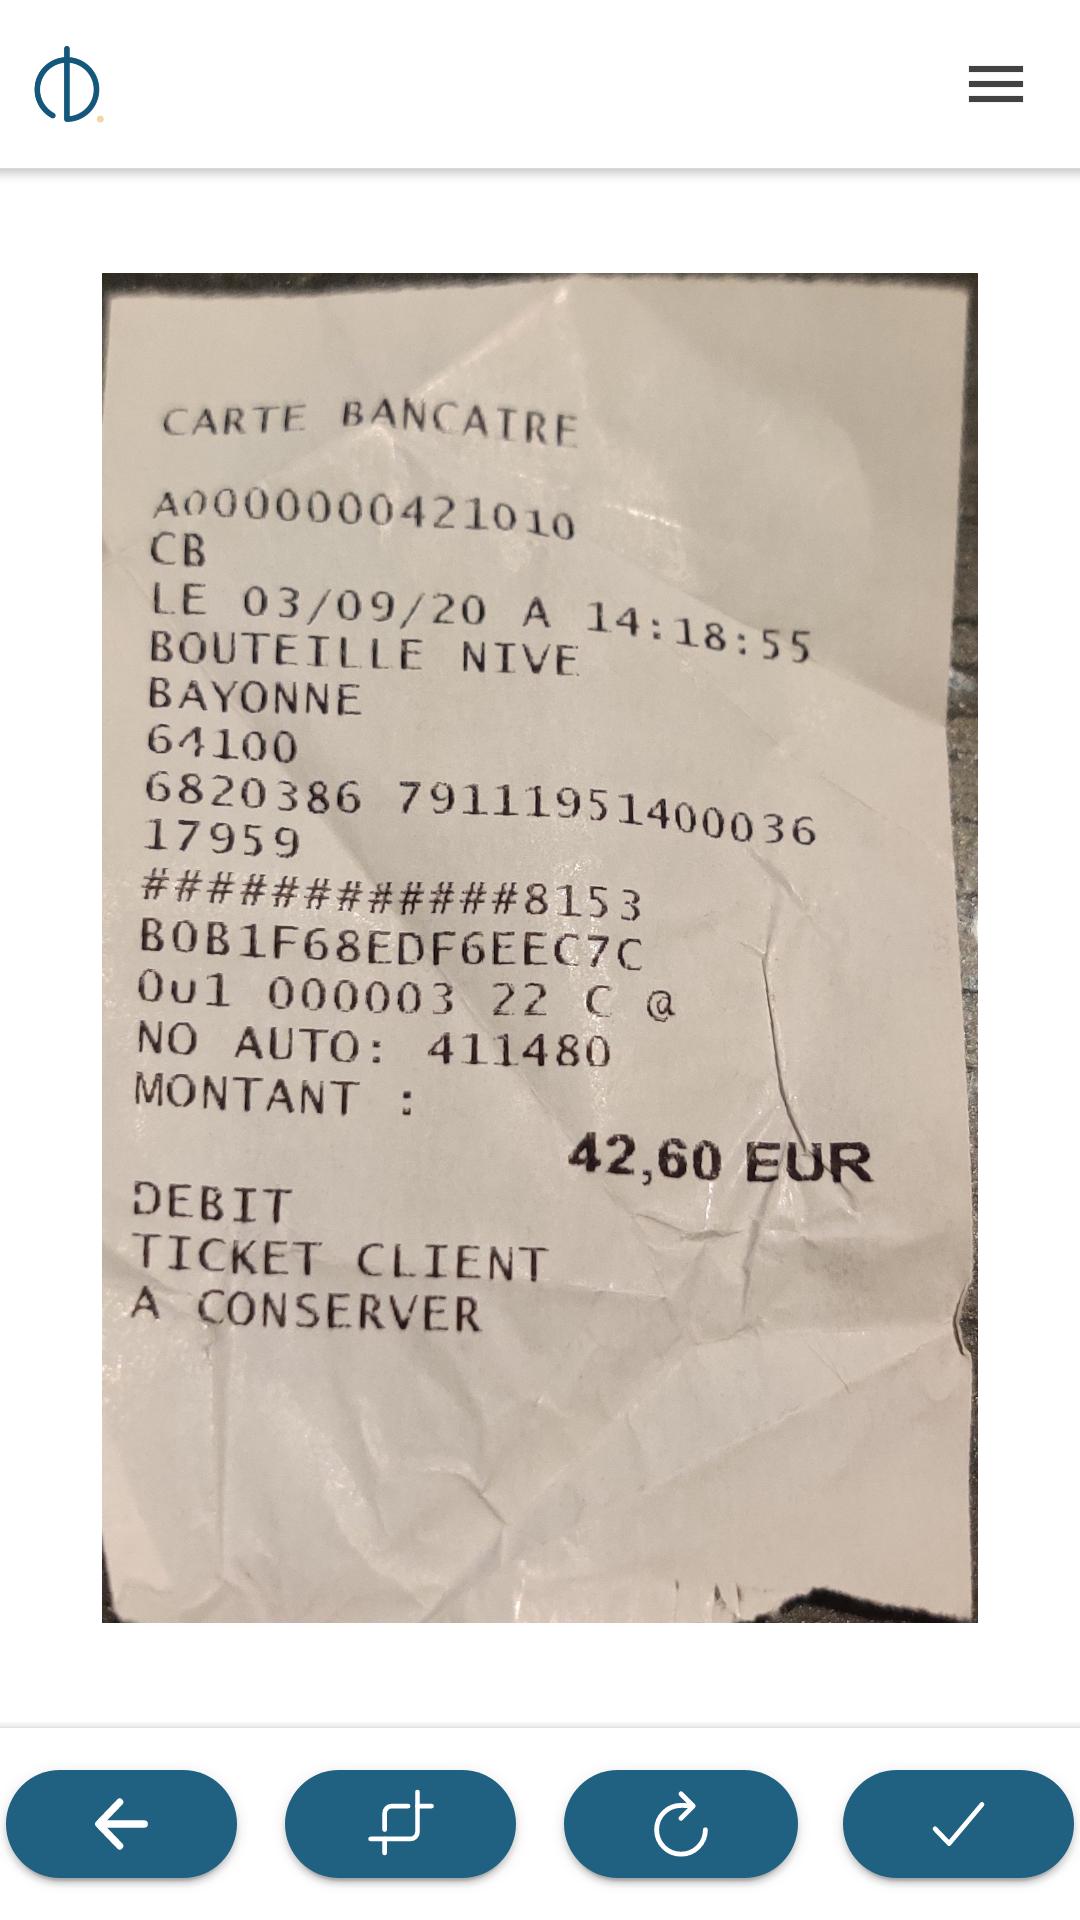 CARTE BANCAIRE
A0000000421010
CB
LE 03/09/20 A 14:18:55
BOUTEILLE NIVE
BAYONNE
64100
6820386 79111951400036
17959
############8153
B0B1F68EDF6EEC7C
001 000003 22 C @
NO AUTO: 411480
MONTANT :
42,60 EUR
DEBIT
TICKET CLIENT
A CONSERVER